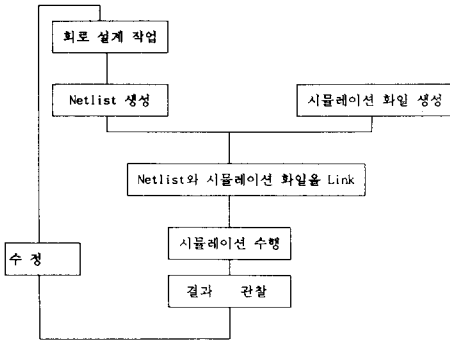 회로 설계 작업
Netlist 생성
시뮬레이션 화일 생성
Netlist와 시뮬레이션 화일을 Link
시뮬레이션 수행
수 정
결과 관찰